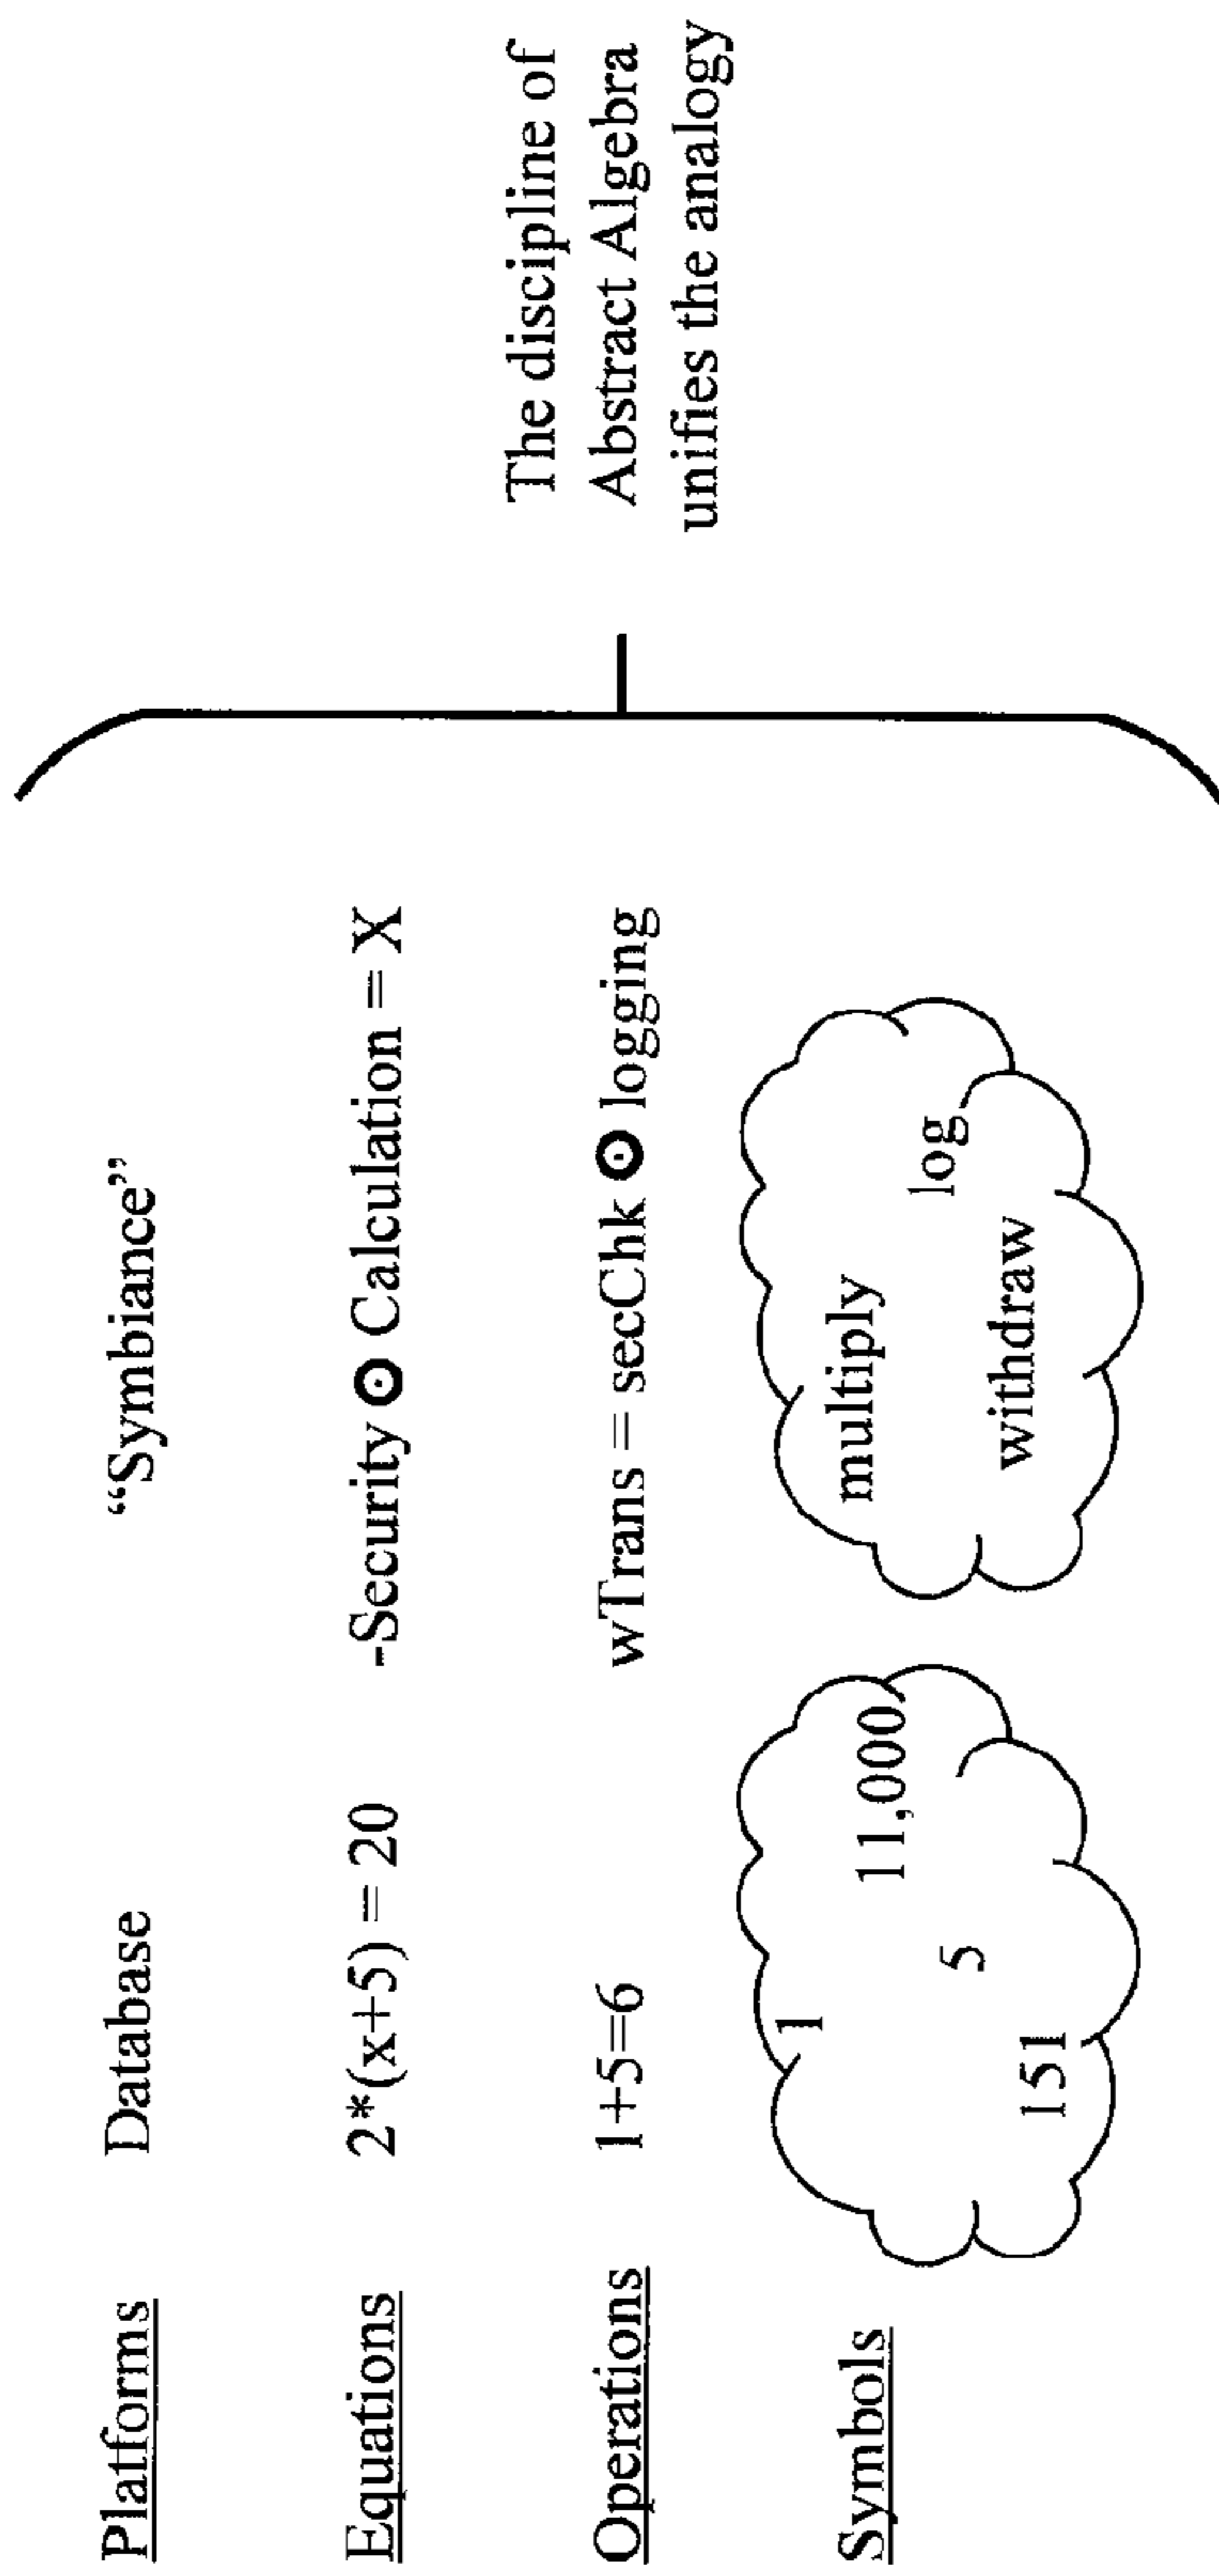 Platforms Database “Symbiance”
Equations 2*(x+5) = 20 -Security ⊙ Calculation = X
Operations 1+5=6 wTrans = secChk ⊙ logging
Symbols
1
11,000
5
151
multiply
log
withdraw
The discipline of
Abstract Algebra
unifies the analogy